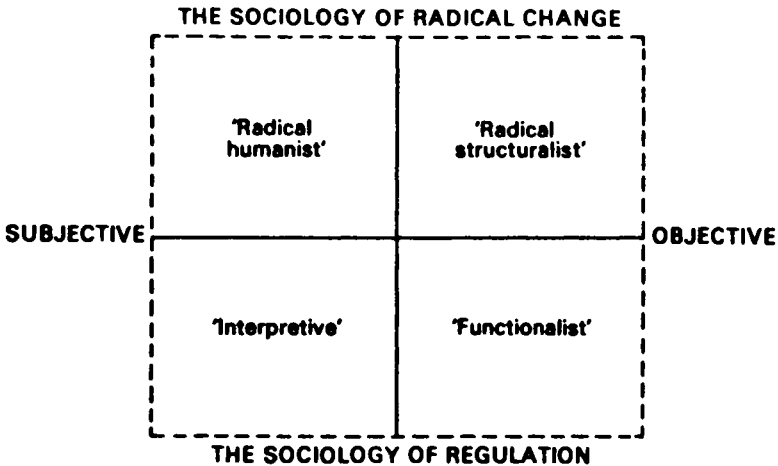 THE SOCIOLOGY OF RADICAL CHANGE
'Radical
humanist'
'Radical
structuralist'
SUBJECTIVE
OBJECTIVE
'Interpretive'
'Functionalist'
THE SOCIOLOGY OF REGULATION